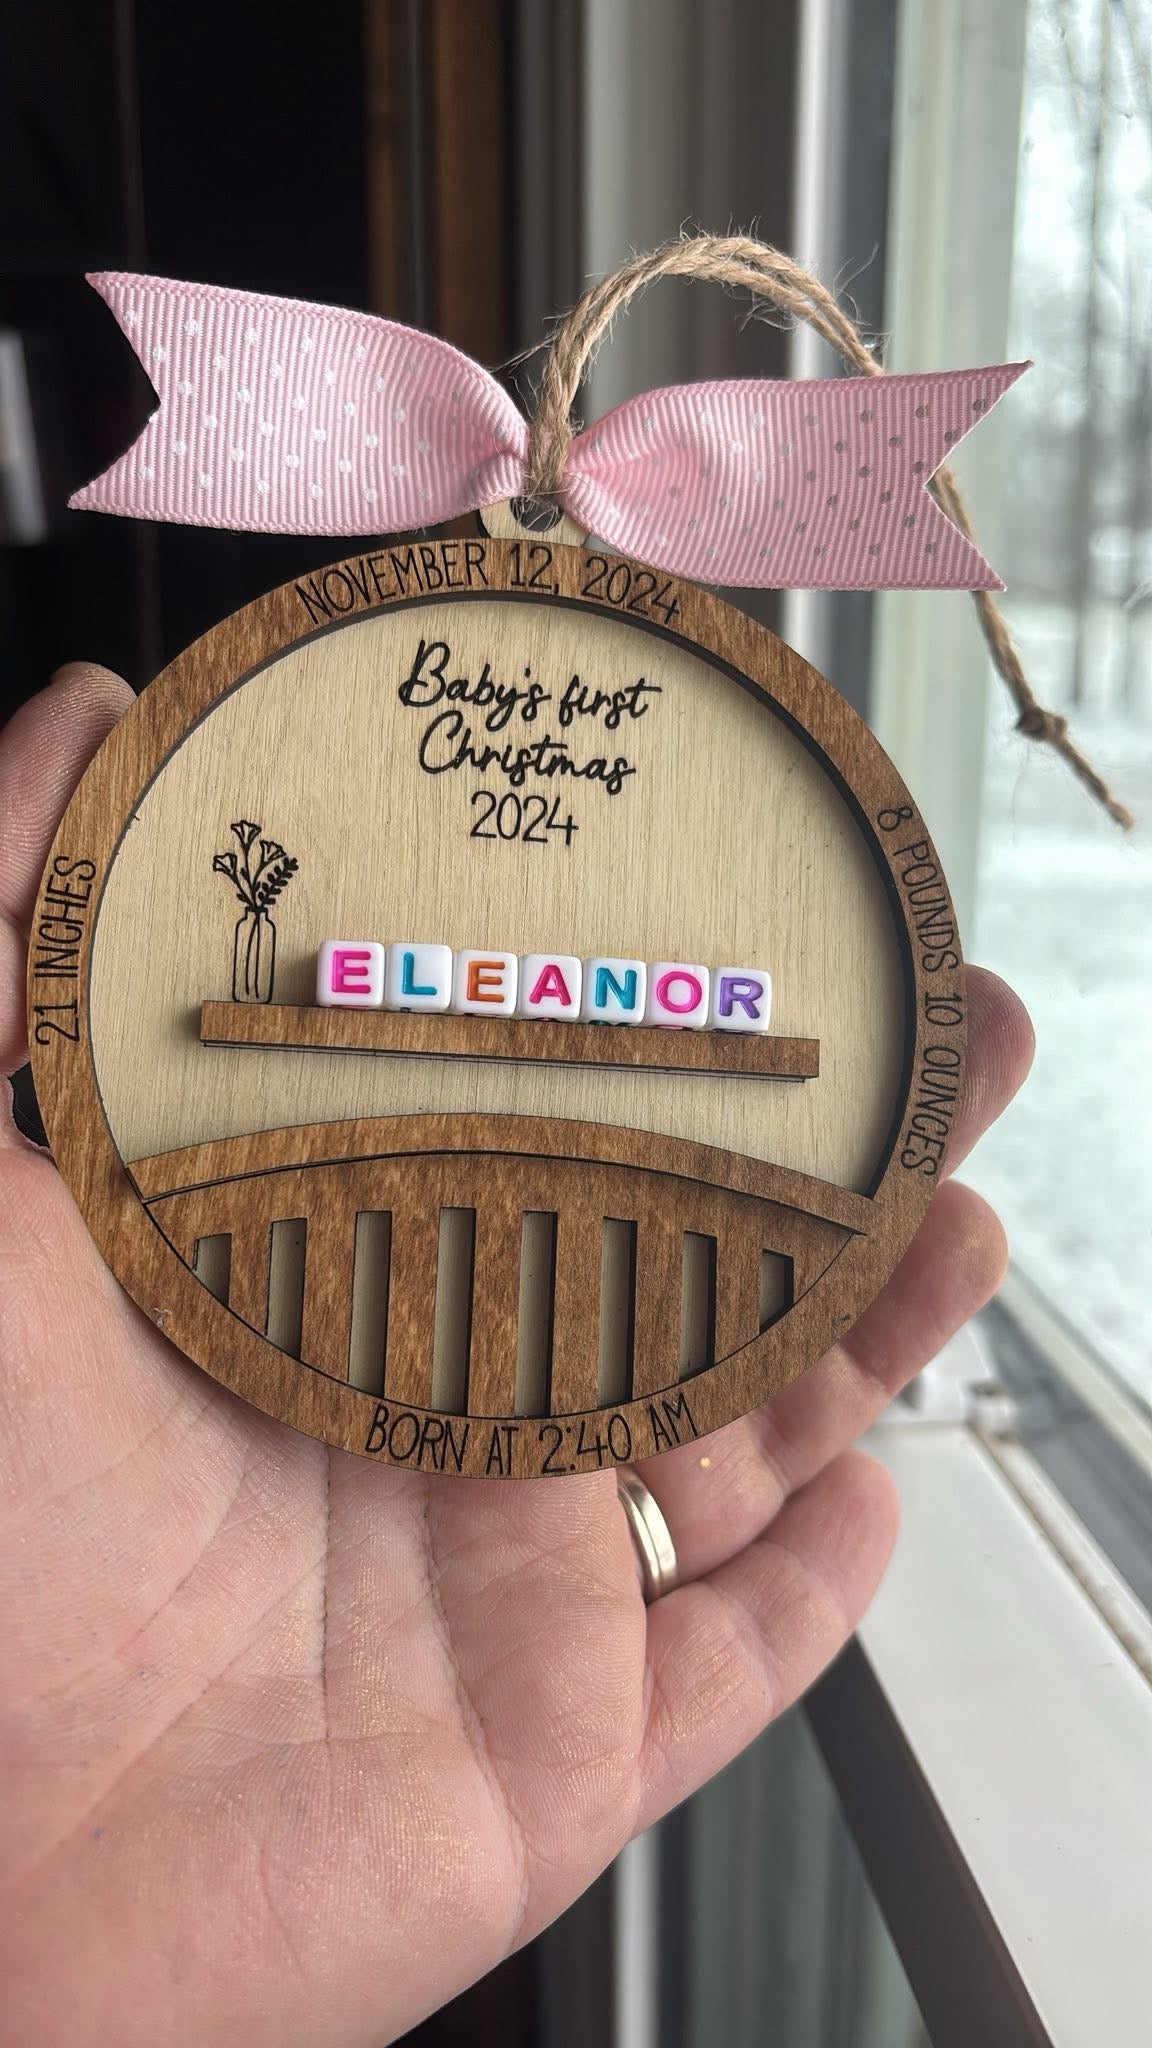 NOVEMBER 12, 2024
Baby's first
Christmas
2024
21 INCHES
8 POUNDS 10 OUNCES
ELEANOR
BORN AT 2:40 AM